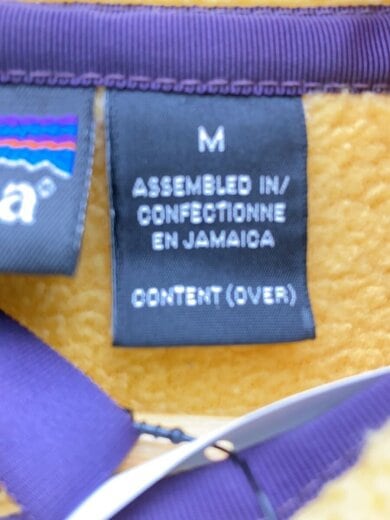 a®
M
ASSEMBLED IN/
CONFECTIONNE
EN JAMAICA
CONTENT (OVER)